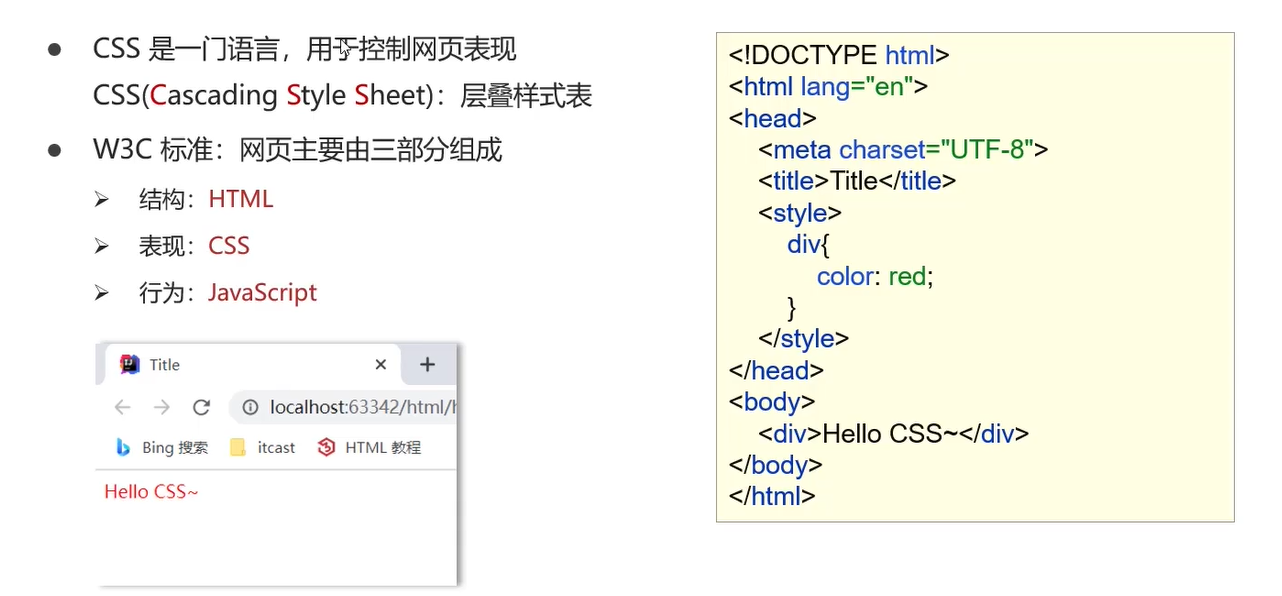 CSS 是一门语言，用于控制网页表现
CSS(Cascading Style Sheet)：层叠样式表
W3C 标准：网页主要由三部分组成
结构：HTML
表现：CSS
行为：JavaScript
Title
localhost:63342/html/
Bing 搜索 itcast HTML 教程
Hello CSS~
<!DOCTYPE html>
<html lang="en">
<head>
<meta charset="UTF-8">
<title>Title</title>
<style>
div{
color: red;
}
</style>
</head>
<body>
<div>Hello CSS~</div>
</body>
</html>